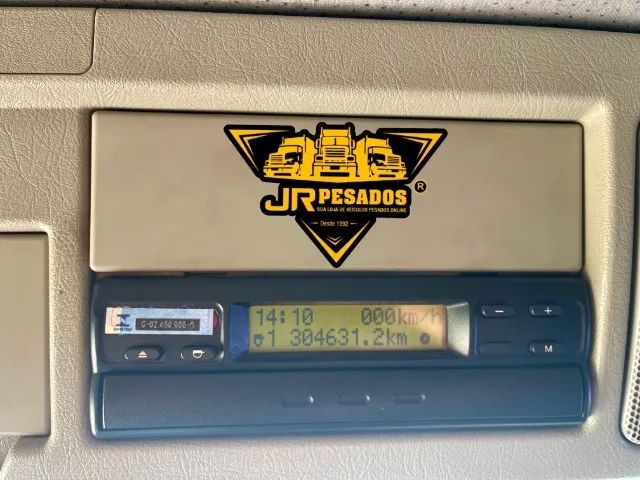 JR PESADOS ®
SUA LOJA DE VEÍCULOS PESADOS ONLINE
Desde 1992
14:10 000km/h
1 304631.2km
- +
M